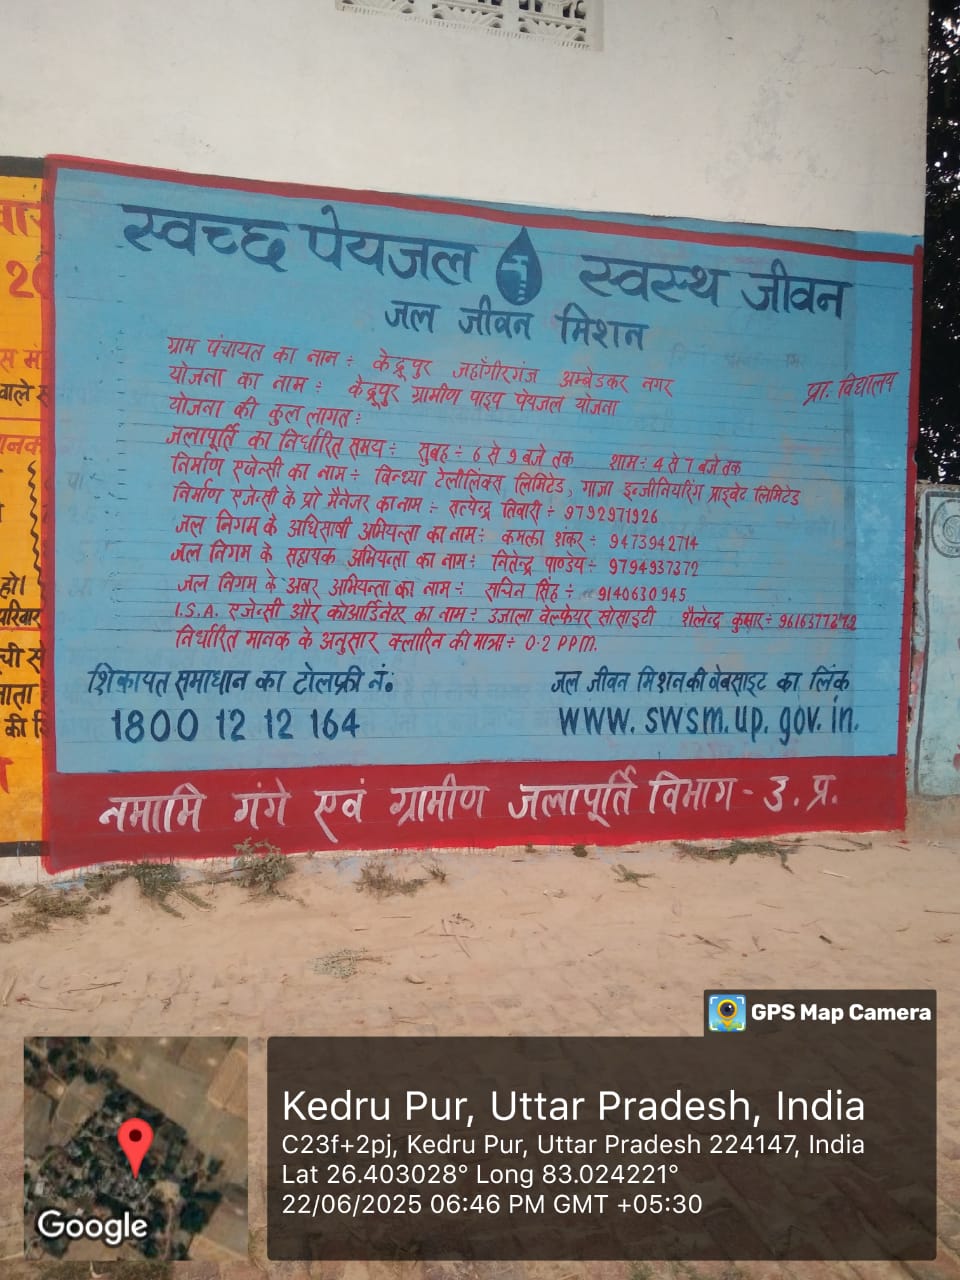 स्वच्छ पेयजल स्वस्थ जीवन
जल जीवन मिशन
ग्राम पंचायत का नाम : केद्रूपुर जहाँगीरगंज अम्बेडकर नगर
प्रा. विद्यालय
योजना का नाम : केद्रूपुर ग्रामीण पाइप पेयजल योजना
योजना की कुल लागत :
जलापूर्ति का निर्धारित समय : सुबह : 6 से 9 बजे तक शाम : 4 से 7 बजे तक
निर्माण एजेन्सी का नाम : विन्ध्या टेलीलिंक्स लिमिटेड, गाजा इन्जीनियरिंग प्राइवेट लिमिटेड
निर्माण एजेन्सी के प्रो मैनेजर का नाम : सत्येन्द्र तिवारी : 9792971926
जल निगम के अधिसाषी अभियन्ता का नाम : कमला शंकर : 9473942714
जल निगम के सहायक अभियन्ता का नाम : नितेन्द्र पाण्डेय : 9794937372
जल निगम के अवर अभियन्ता का नाम : सचिन सिंह : 9140630945
I.S.A. एजेन्सी और कोआर्डिनेटर का नाम : उजाला वेल्फेयर सोसाइटी शैलेन्द्र कुमार :
निर्धारित मानक के अनुसार क्लारिन की मात्रा : 0.2 PPM.
शिकायत समाधान का टोलफ्री नं.
1800 12 12 164
जल जीवन मिशन की वेबसाइट का लिंक
www.swsm.up.gov.in.
नमामि गंगे एवं ग्रामीण जलापूर्ति विभाग - उ. प्र.
GPS Map Camera
Kedru Pur, Uttar Pradesh, India
C23f+2pj, Kedru Pur, Uttar Pradesh 224147, India
Lat 26.403028° Long 83.024221°
22/06/2025 06:46 PM GMT +05:30
Google